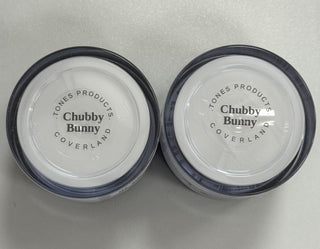 TONES PRODUCTS
Chubby
Bunny
COVERLAND
TONES PRODUCTS
Chubby
Bunny
COVERLAND